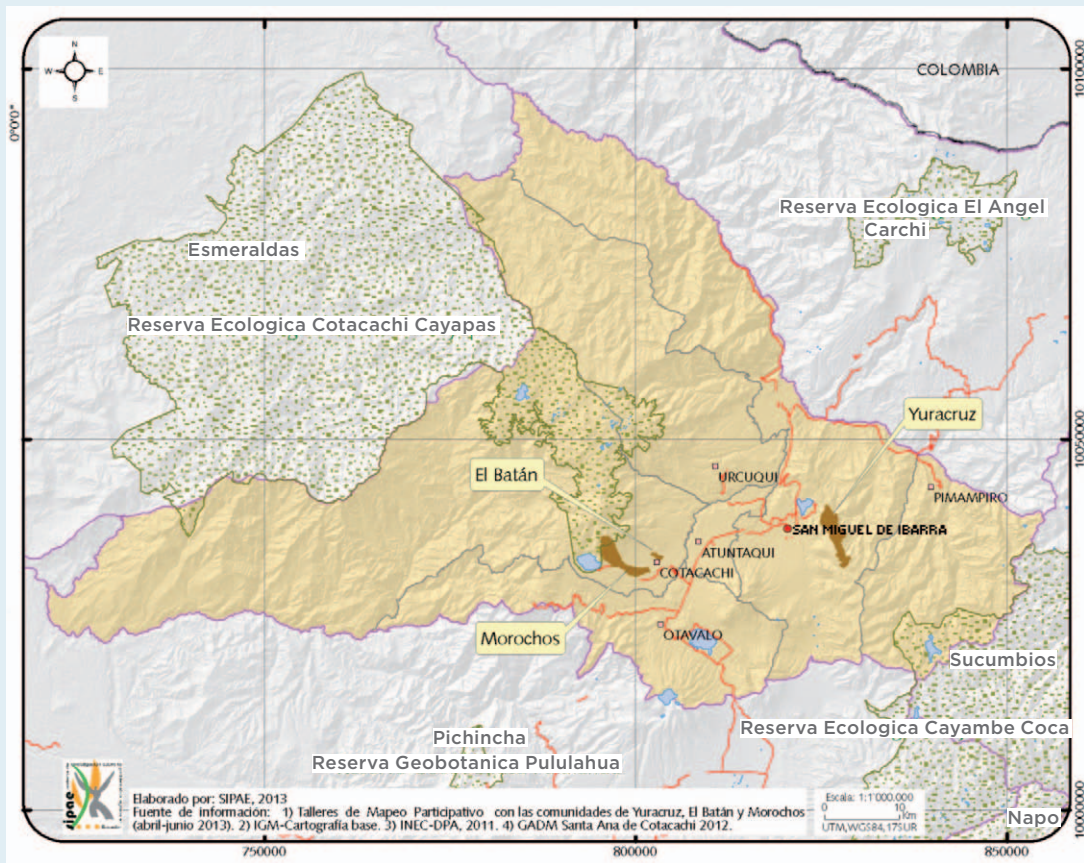 N
W E
S
COLOMBIA
10100000
0°0'0"
Reserva Ecologica El Angel
Carchi
Esmeraldas
Reserva Ecologica Cotacachi Cayapas
Yuracruz
10050000
El Batán
URCUQUI
PIMAMPIRO
SAN MIGUEL DE IBARRA
ATUNTAQUI
COTACACHI
Morochos
OTAVALO
Sucumbios
Reserva Ecologica Cayambe Coca
Pichincha
Reserva Geobotanica Pululahua
Napo
sipae
Elaborado por: SIPAE, 2013
Fuente de información: 1) Talleres de Mapeo Participativo con las comunidades de Yuracruz, El Batán y Morochos
(abril-junio 2013). 2) IGM-Cartografía base. 3) INEC-DPA, 2011. 4) GADM Santa Ana de Cotacachi 2012.
Escala: 1:1'000.000
0 10
Km
UTM,WGS84,17SUR
750000 800000 850000